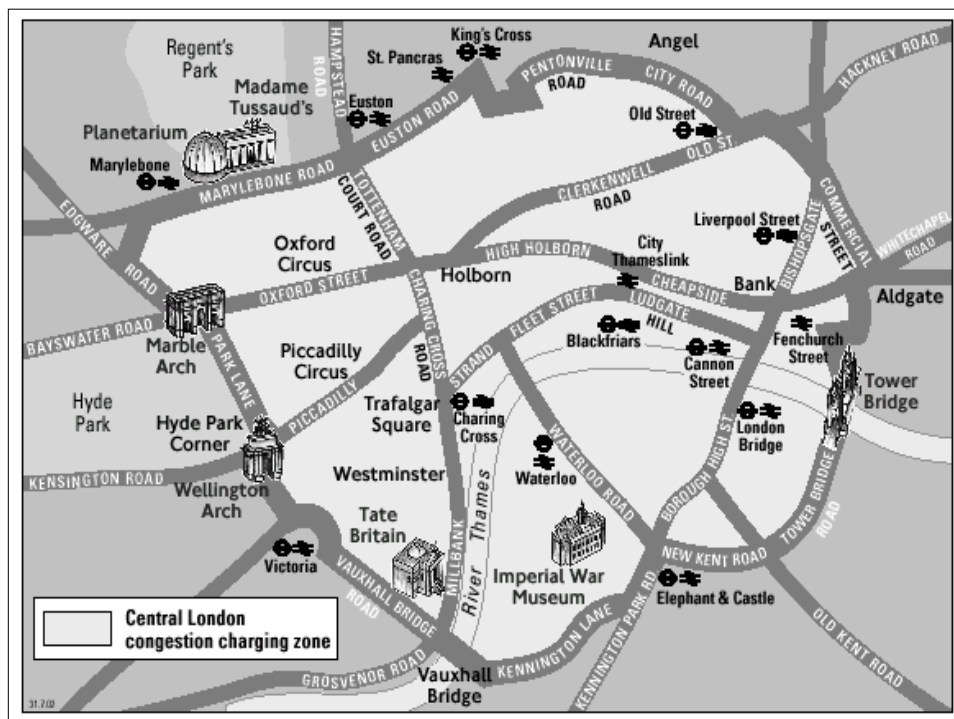 Regent's
Park
HAMPSTEAD
ROAD
King's Cross
St. Pancras
Angel
PENTONVILLE
ROAD
CITY ROAD
HACKNEY ROAD
Madame
Tussaud's
Euston
EUSTON ROAD
Old Street
OLD ST.
Planetarium
Marylebone
MARYLEBONE ROAD
TOTTENHAM
COURT ROAD
CLERKENWELL
ROAD
COMMERCIAL
STREET
EDGWARE
ROAD
Liverpool Street
BISHOPSGATE
WHITECHAPEL
ROAD
Oxford
Circus
OXFORD STREET
Holborn
HIGH HOLBORN
City
Thameslink
CHEAPSIDE
Bank
Aldgate
BAYSWATER ROAD
Marble
Arch
PARK LANE
CHARING CROSS
ROAD
FLEET STREET
LUDGATE
HILL
Blackfriars
Fenchurch
Street
Piccadilly
Circus
PICCADILLY
STRAND
Cannon
Street
Tower
Bridge
Hyde
Park
Hyde Park
Corner
Trafalgar
Square
Charing
Cross
London
Bridge
KENSINGTON ROAD
Wellington
Arch
Westminster
Waterloo
WATERLOO ROAD
BOROUGH HIGH ST.
TOWER BRIDGE
ROAD
Tate
Britain
MILLBANK
River Thames
Victoria
VAUXHALL BRIDGE
ROAD
Imperial War
Museum
NEW KENT ROAD
Elephant & Castle
KENNINGTON LANE
KENNINGTON PARK RD
OLD KENT ROAD
GROSVENOR ROAD
Vauxhall
Bridge
Central London
congestion charging zone
31.7.02